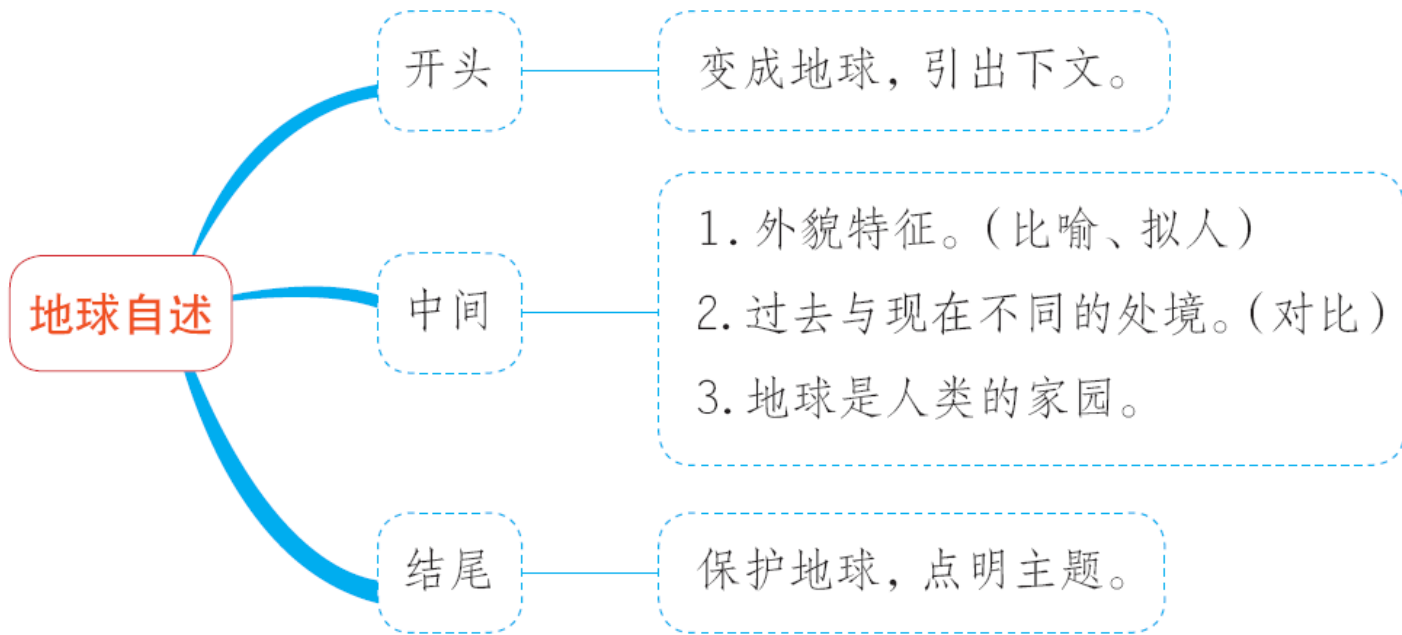 地球自述
开头
变成地球，引出下文。
中间
1. 外貌特征。（比喻、拟人）
2. 过去与现在不同的处境。（对比）
3. 地球是人类的家园。
结尾
保护地球，点明主题。